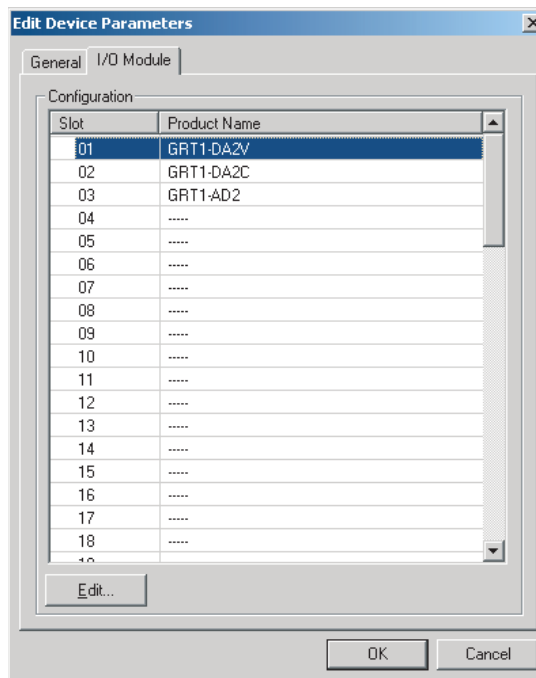 Edit Device Parameters
General I/O Module
Configuration
Slot Product Name
01 GRT1-DA2V
02 GRT1-DA2C
03 GRT1-AD2
04 -----
05 -----
06 -----
07 -----
08 -----
09 -----
10 -----
11 -----
12 -----
13 -----
14 -----
15 -----
16 -----
17 -----
18 -----
Edit...
OK Cancel